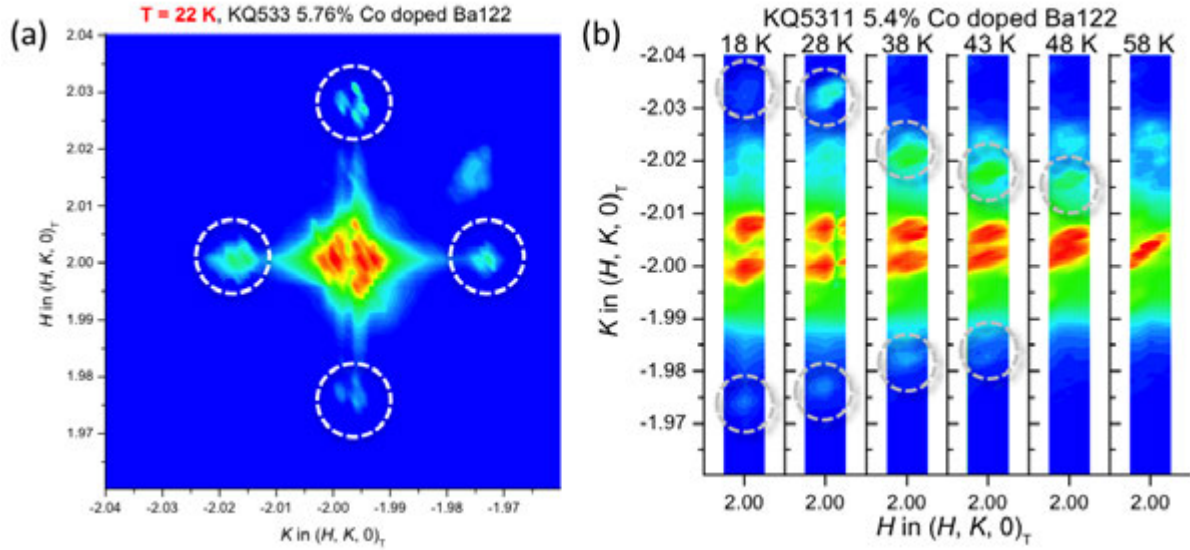 T = 22 K, KQ533 5.76% Co doped Ba122
(a)
2.04
2.03
2.02
2.01
2.00
1.99
1.98
1.97
H in (H, K, 0)T
-2.04 -2.03 -2.02 -2.01 -2.00 -1.99 -1.98 -1.97
K in (H, K, 0)T
KQ5311 5.4% Co doped Ba122
(b)
18 K 28 K 38 K 43 K 48 K 58 K
-2.04
-2.03
-2.02
-2.01
-2.00
-1.99
-1.98
-1.97
K in (H, K, 0)T
2.00 2.00 2.00 2.00 2.00 2.00
H in (H, K, 0)T